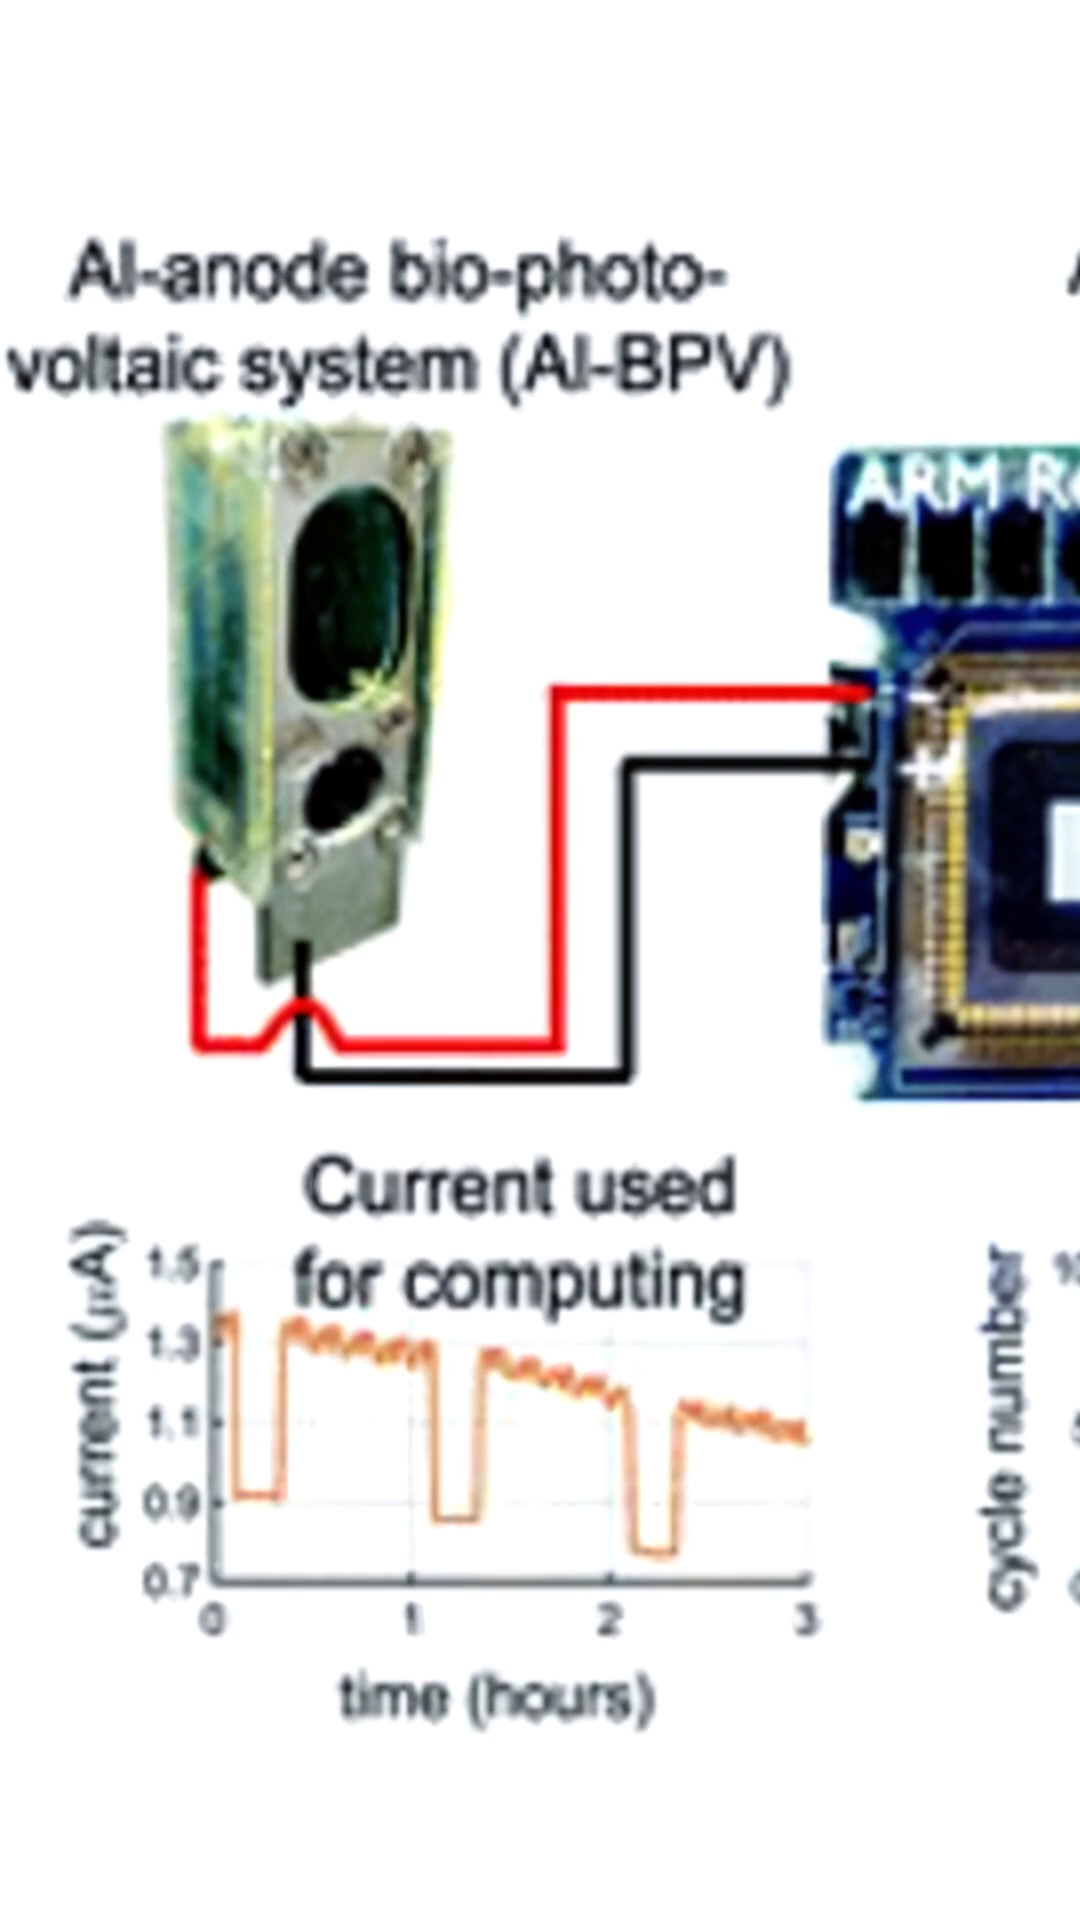 Al-anode bio-photo-
voltaic system (Al-BPV)
ARM
−
+
Current used
for computing
current (μA)
1.5
1.3
1.1
0.9
0.7
0
1
2
3
time (hours)
cycle number